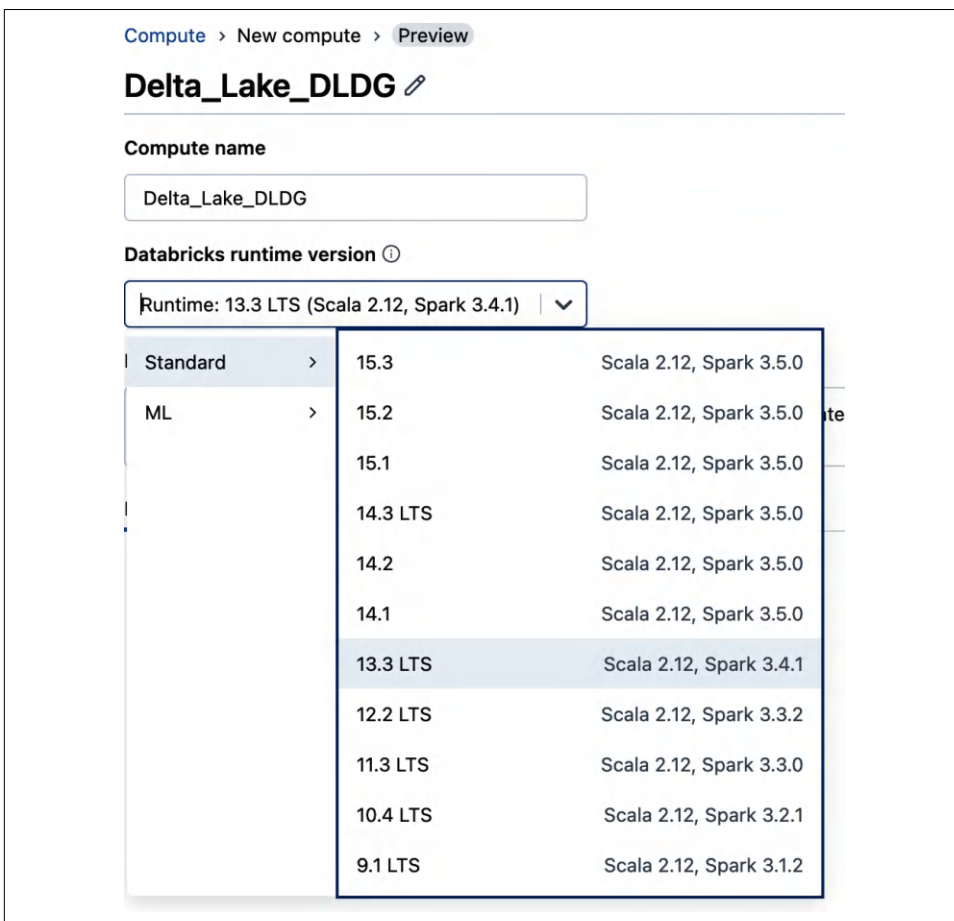 Compute > New compute > Preview
Delta_Lake_DLDG
Compute name
Delta_Lake_DLDG
Databricks runtime version
Runtime: 13.3 LTS (Scala 2.12, Spark 3.4.1)
Standard > 15.3 Scala 2.12, Spark 3.5.0
ML > 15.2 Scala 2.12, Spark 3.5.0
15.1 Scala 2.12, Spark 3.5.0
14.3 LTS Scala 2.12, Spark 3.5.0
14.2 Scala 2.12, Spark 3.5.0
14.1 Scala 2.12, Spark 3.5.0
13.3 LTS Scala 2.12, Spark 3.4.1
12.2 LTS Scala 2.12, Spark 3.3.2
11.3 LTS Scala 2.12, Spark 3.3.0
10.4 LTS Scala 2.12, Spark 3.2.1
9.1 LTS Scala 2.12, Spark 3.1.2